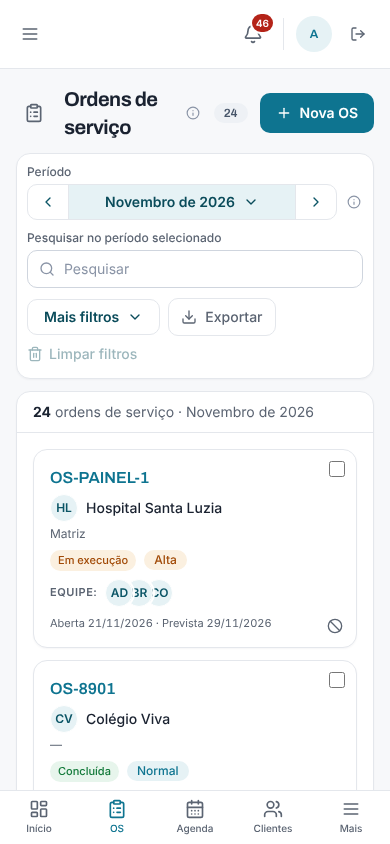 46
A
Ordens de
serviço
24
Nova OS
Período
Novembro de 2026
Pesquisar no período selecionado
Pesquisar
Mais filtros
Exportar
Limpar filtros
24 ordens de serviço · Novembro de 2026
OS-PAINEL-1
HL Hospital Santa Luzia
Matriz
Em execução Alta
EQUIPE: AD BR CO
Aberta 21/11/2026 · Prevista 29/11/2026
OS-8901
CV Colégio Viva
—
Concluída Normal
Início OS Agenda Clientes Mais